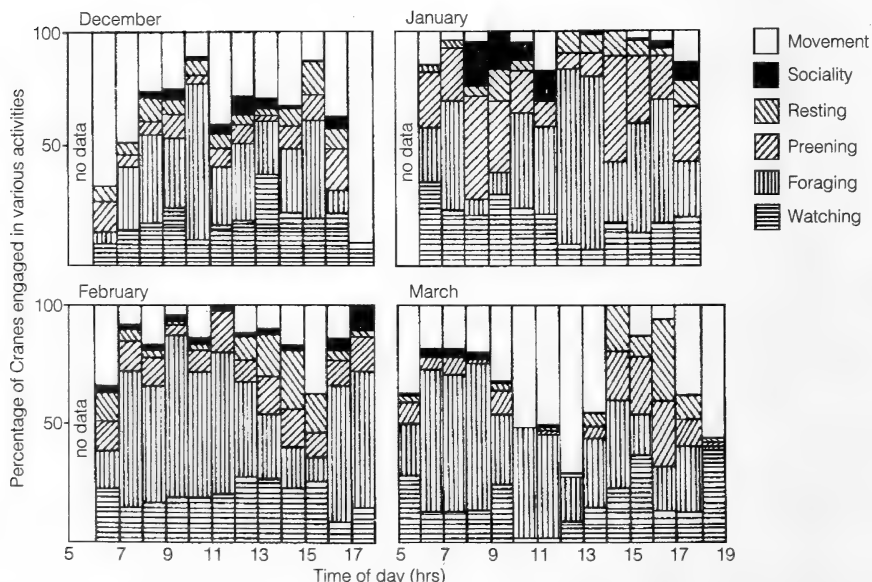 December
January
100
50
no data
no data
Movement
Sociality
Resting
Preening
Foraging
Watching
Percentage of Cranes engaged in various activities
February
March
100
50
no data
5 7 9 11 13 15 17
5 7 9 11 13 15 17 19
Time of day (hrs)